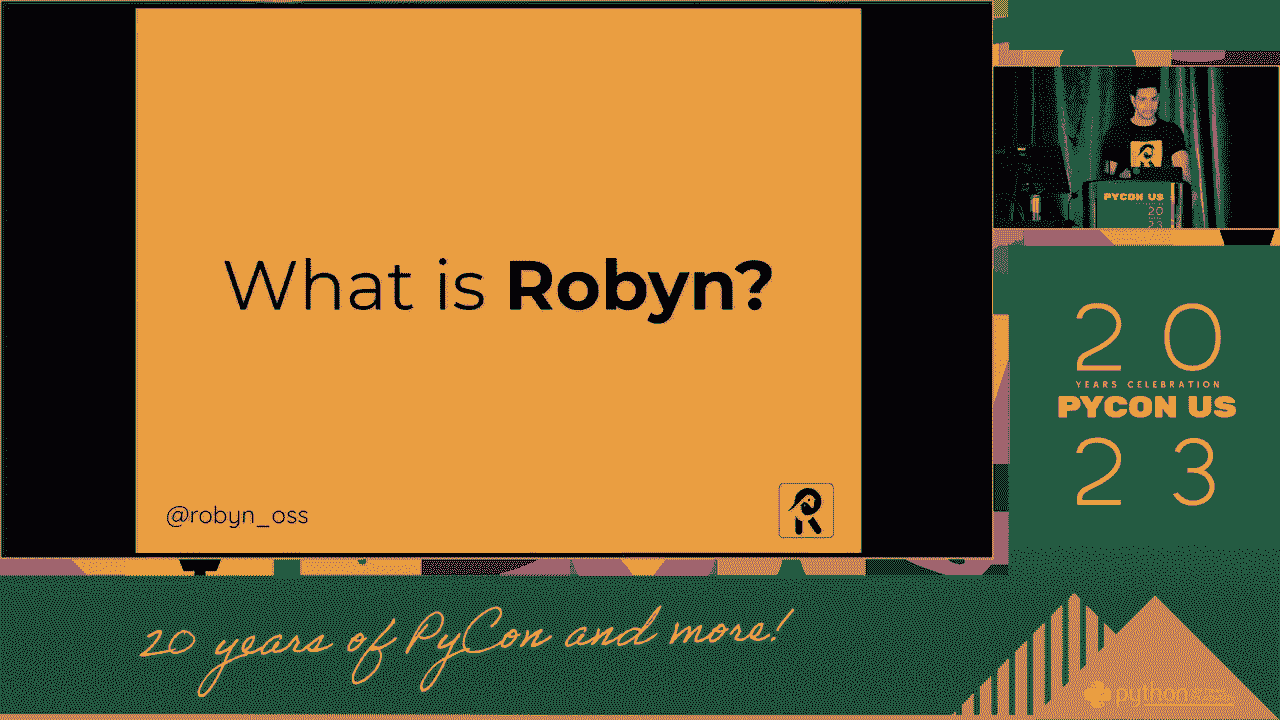 What is Robyn?
@robyn_oss
PYCON US
20
23
20
YEARS CELEBRATION
PYCON US
23
20 years of PyCon and more!
python